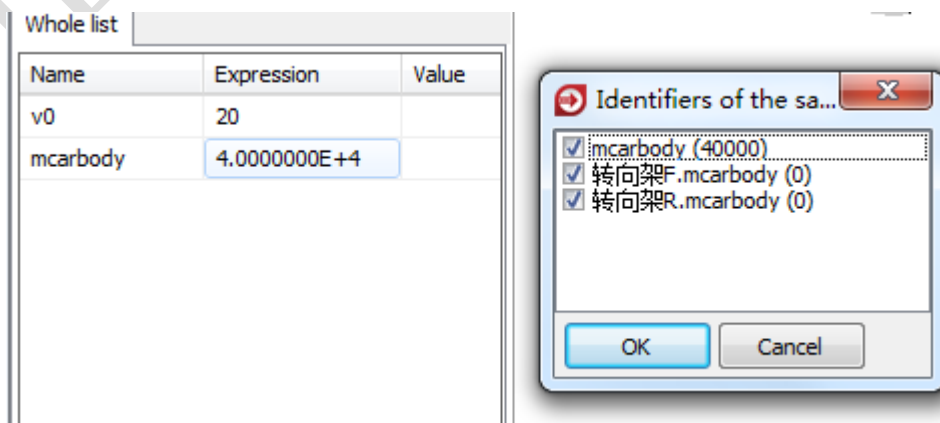 Whole list
Name Expression Value
v0 20
mcarbody 4.0000000E+4
Identifiers of the sa...
mcarbody (40000)
转向架F.mcarbody (0)
转向架R.mcarbody (0)
OK Cancel